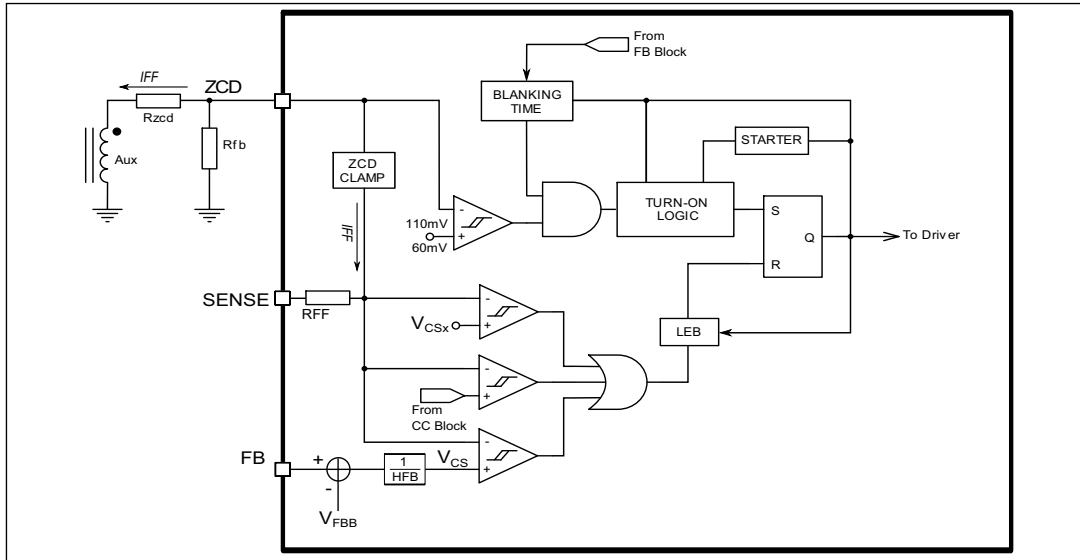 From
FB Block
IFF
ZCD
Rzcd
BLANKING
TIME
Rfb
Aux
STARTER
ZCD
CLAMP
TURN-ON
LOGIC
110mV
60mV
-
+
S
Q
R
To Driver
IFF
SENSE
RFF
VCSx
-
+
LEB
-
+
From
CC Block
FB
+
-
1
HFB
VCS
-
+
VFBB